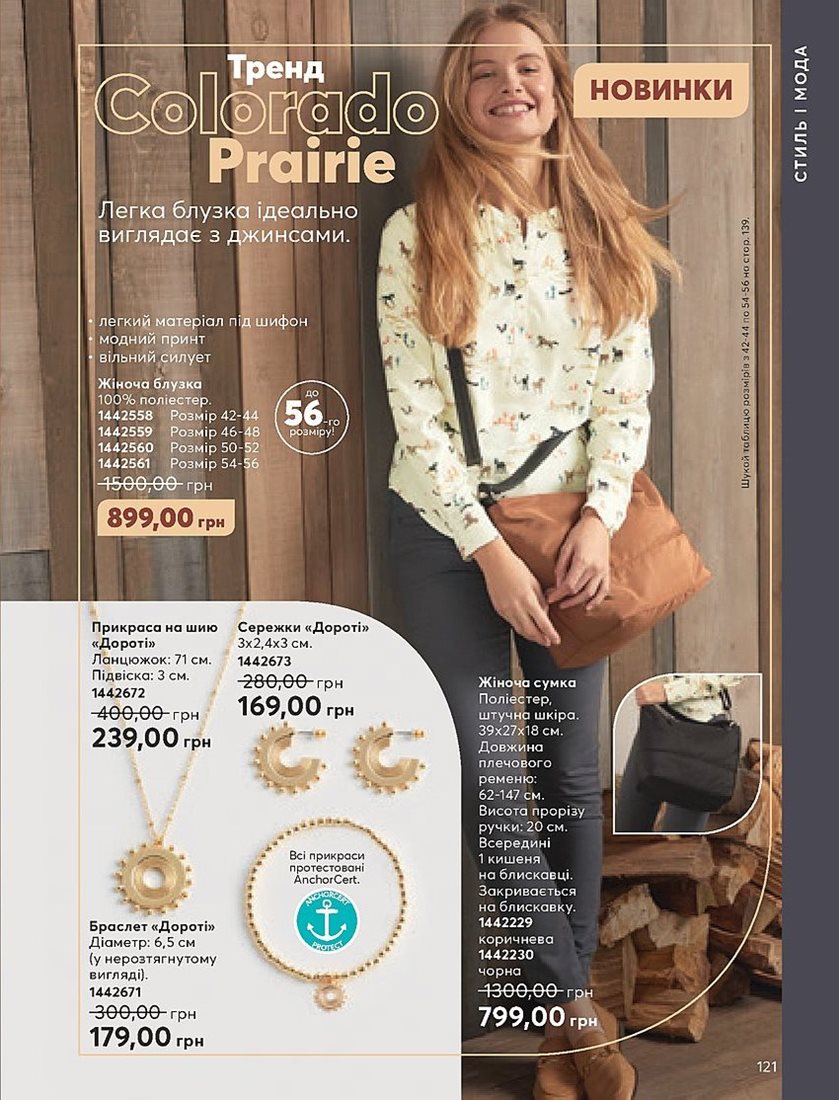 Тренд
Colorado
Prairie
НОВИНКИ
СТИЛЬ | МОДА
Легка блузка ідеально
виглядає з джинсами.
• легкий матеріал під шифон
• модний принт
• вільний силует
Жіноча блузка
100% поліестер.
1442558 Розмір 42-44
1442559 Розмір 46-48
1442560 Розмір 50-52
1442561 Розмір 54-56
1500,00 грн
899,00 грн
до
56-го
розміру!
Шукай таблицю розмірів з 42-44 по 54-56 на стор. 139.
Прикраса на шию
«Дороті»
Ланцюжок: 71 см.
Підвіска: 3 см.
1442672
400,00 грн
239,00 грн
Сережки «Дороті»
3х2,4х3 см.
1442673
280,00 грн
169,00 грн
Всі прикраси
протестовані
AnchorCert.
ANCHORCERT
PROTECT
Браслет «Дороті»
Діаметр: 6,5 см
(у нерозтягнутому
вигляді).
1442671
300,00 грн
179,00 грн
Жіноча сумка
Поліестер,
штучна шкіра.
39х27х18 см.
Довжина
плечового
ременю:
62-147 см.
Висота прорізу
ручки: 20 см.
Всередині
1 кишеня
на блискавці.
Закривається
на блискавку.
1442229
коричнева
1442230
чорна
1300,00 грн
799,00 грн
121